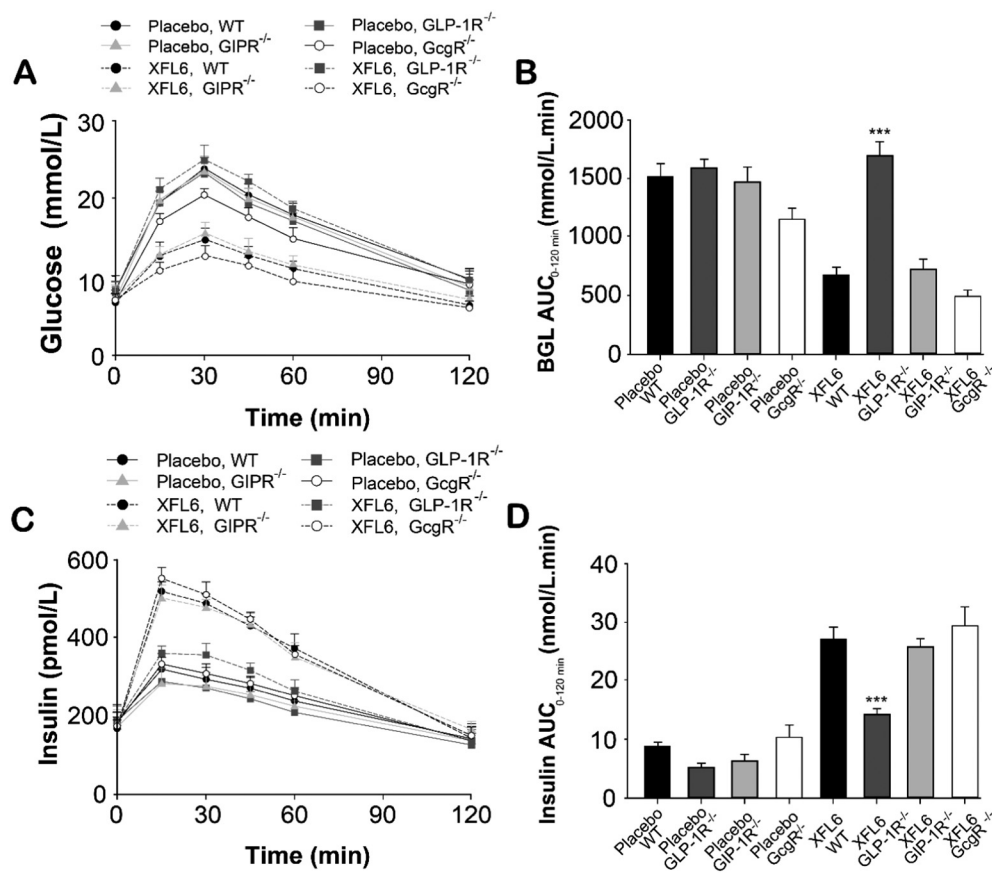 Placebo, WT
Placebo, GIPR-/-
XFL6, WT
XFL6, GIPR-/-
Placebo, GLP-1R-/-
Placebo, GcgR-/-
XFL6, GLP-1R-/-
XFL6, GcgR-/-
A
Glucose (mmol/L)
30
20
10
0
0
30
60
90
120
Time (min)
B
BGL AUC0-120 min (mmol/L.min)
2000
1500
1000
500
0
***
Placebo
WT
Placebo
GLP-1R-/-
Placebo
GIP-1R-/-
Placebo
GcgR-/-
XFL6
WT
XFL6
GLP-1R-/-
XFL6
GIP-1R-/-
XFL6
GcgR-/-
Placebo, WT
Placebo, GIPR-/-
XFL6, WT
XFL6, GIPR-/-
Placebo, GLP-1R-/-
Placebo, GcgR-/-
XFL6, GLP-1R-/-
XFL6, GcgR-/-
C
Insulin (pmol/L)
600
400
200
0
0
30
60
90
120
Time (min)
D
Insulin AUC0-120 min (nmol/L.min)
40
30
20
10
0
***
Placebo
WT
Placebo
GLP-1R-/-
Placebo
GIP-1R-/-
Placebo
GcgR-/-
XFL6
WT
XFL6
GLP-1R-/-
XFL6
GIP-1R-/-
XFL6
GcgR-/-